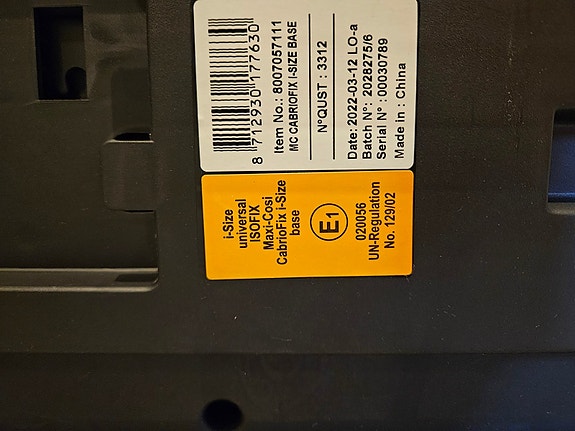 8 712930 177630
Item No.: 8007057111
MC CABRIOFIX I-SIZE BASE
N°QUST : 3312
Date: 2022-03-12 LO-a
Batch N°: 2028275/6
Serial N° : 00030789
Made in : China
i-Size
universal
ISOFIX
Maxi-Cosi
CabrioFix i-Size
base
E1
020056
UN-Regulation
No. 129/02